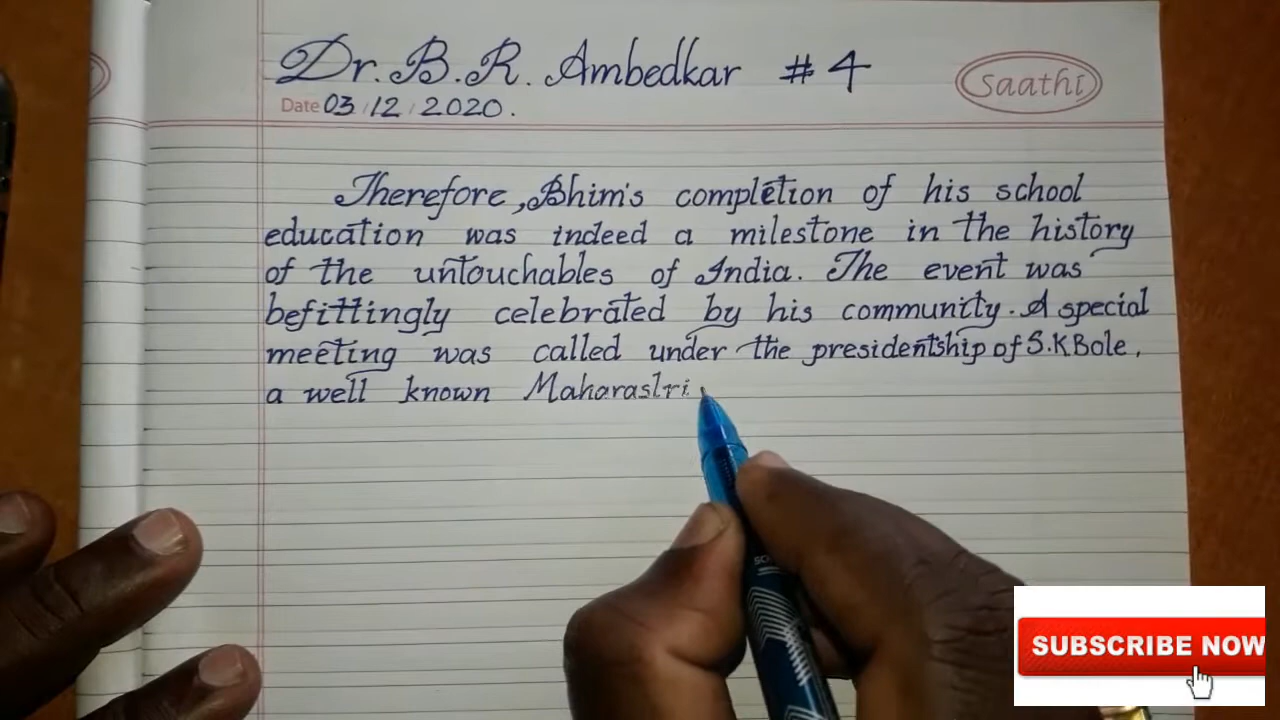 Dr. B. R. Ambedkar #4
Saathi
Date 03/12/2020.
Therefore, Bhim's completion of his school
education was indeed a milestone in the history
of the untouchables of India. The event was
befittingly celebrated by his community. A special
meeting was called under the presidentship of S.K Bole,
a well known Maharaslri
SUBSCRIBE NOW